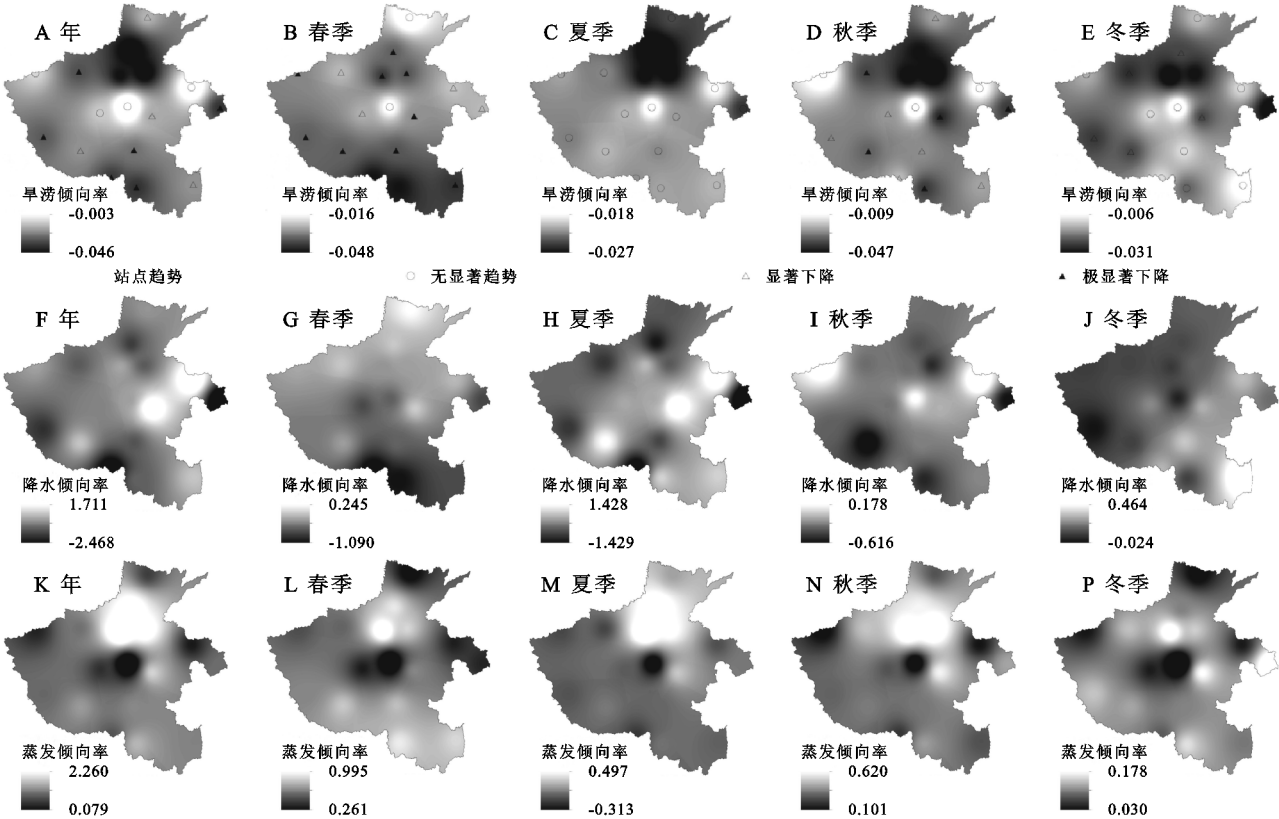 A 年
B 春季
C 夏季
D 秋季
E 冬季
旱涝倾向率
-0.003
-0.046
旱涝倾向率
-0.016
-0.048
旱涝倾向率
-0.018
-0.027
旱涝倾向率
-0.009
-0.047
旱涝倾向率
-0.006
-0.031
站点趋势 ○ 无显著趋势 △ 显著下降 ▲ 极显著下降
F 年
G 春季
H 夏季
I 秋季
J 冬季
降水倾向率
1.711
-2.468
降水倾向率
0.245
-1.090
降水倾向率
1.428
-1.429
降水倾向率
0.178
-0.616
降水倾向率
0.464
-0.024
K 年
L 春季
M 夏季
N 秋季
P 冬季
蒸发倾向率
2.260
0.079
蒸发倾向率
0.995
0.261
蒸发倾向率
0.497
-0.313
蒸发倾向率
0.620
0.101
蒸发倾向率
0.178
0.030